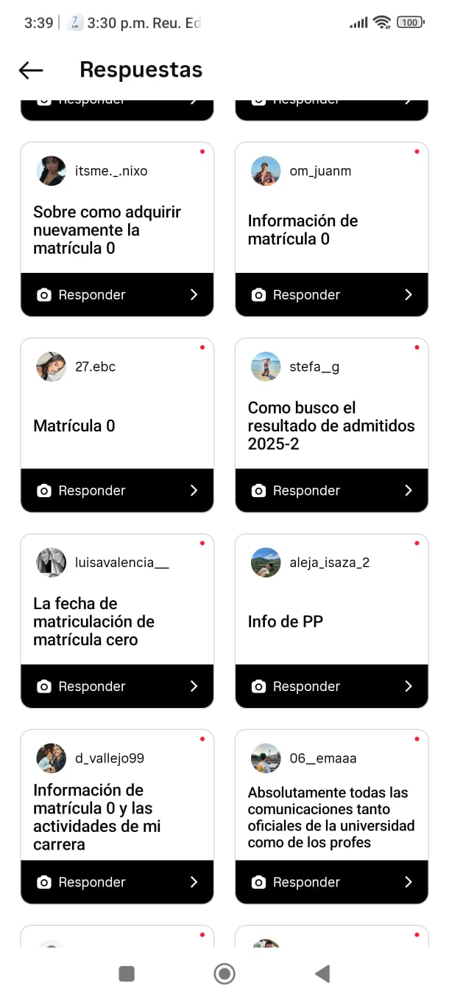 3:39 7 LUN 3:30 p.m. Reu. Ed
100
Respuestas
Responder
Responder
itsme._.nixo
Sobre como adquirir
nuevamente la
matrícula 0
Responder
om_juanm
Información de
matrícula 0
Responder
27.ebc
Matrícula 0
Responder
stefa__g
Como busco el
resultado de admitidos
2025-2
Responder
luisavalencia__
La fecha de
matriculación de
matrícula cero
Responder
aleja_isaza_2
Info de PP
Responder
d_vallejo99
Información de
matrícula 0 y las
actividades de mi
carrera
Responder
06__emaaa
Absolutamente todas las
comunicaciones tanto
oficiales de la universidad
como de los profes
Responder